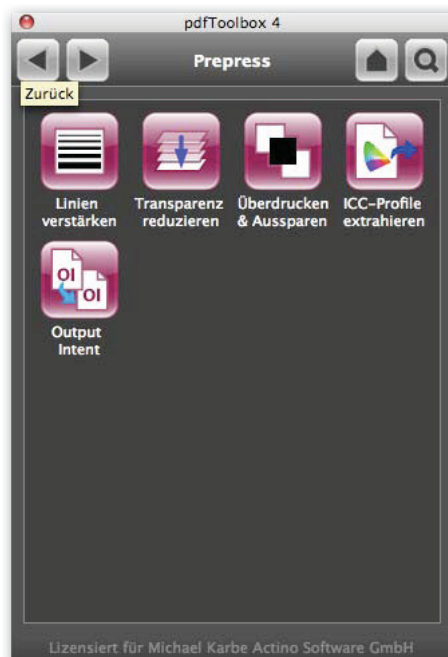 pdfToolbox 4
Prepress
Zurück
Linien
verstärken
Transparenz
reduzieren
Überdrucken
& Aussparen
ICC-Profile
extrahieren
OI
OI
Output
Intent
Lizensiert für Michael Karbe Actino Software GmbH